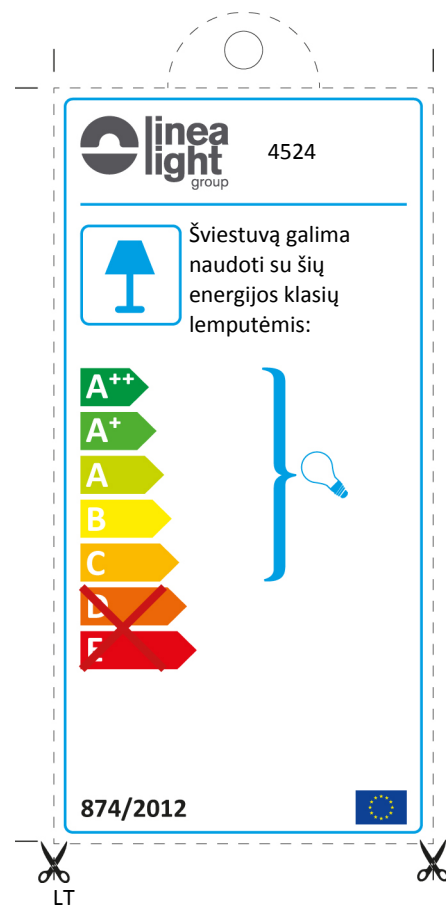 linea
light
group
4524
Šviestuvą galima
naudoti su šių
energijos klasių
lemputėmis:
A++
A+
A
B
C
D
E
874/2012
LT